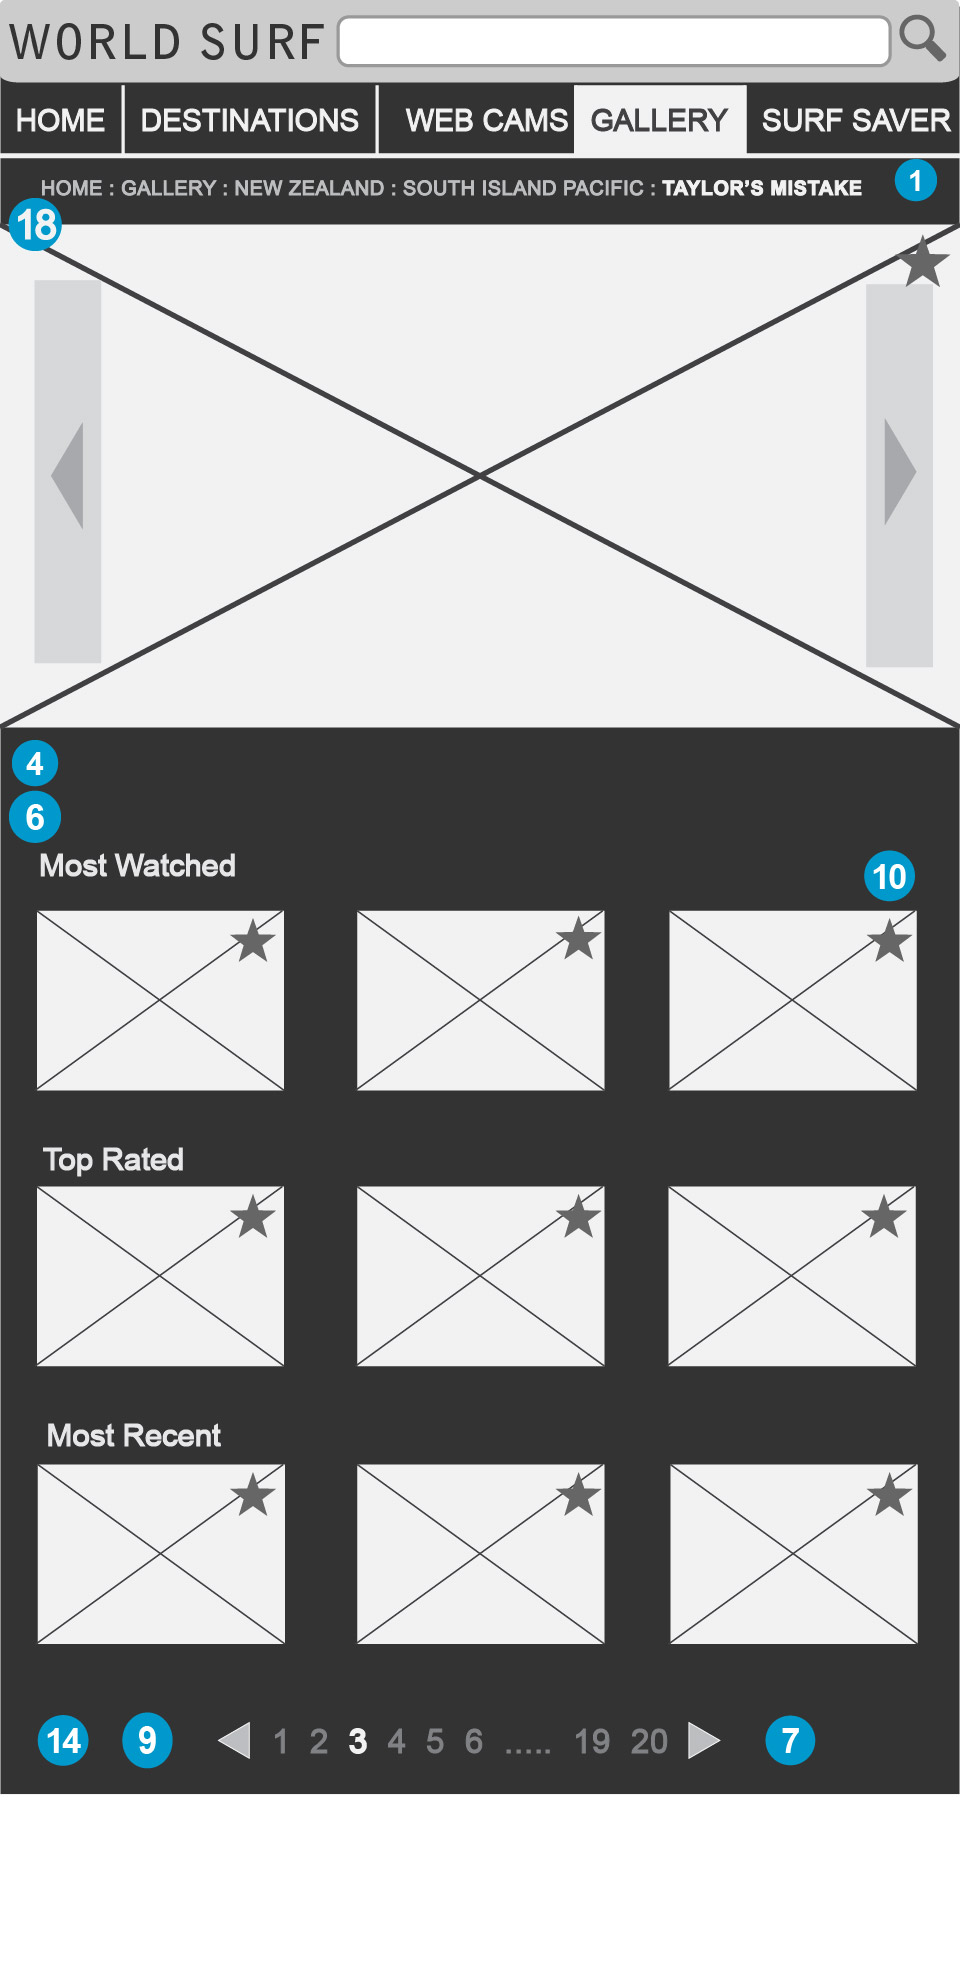 WORLD SURF
HOME DESTINATIONS WEB CAMS GALLERY SURF SAVER
HOME : GALLERY : NEW ZEALAND : SOUTH ISLAND PACIFIC : TAYLOR'S MISTAKE 1
18
4
6
Most Watched
10
Top Rated
Most Recent
14 9 1 2 3 4 5 6 ..... 19 20 7